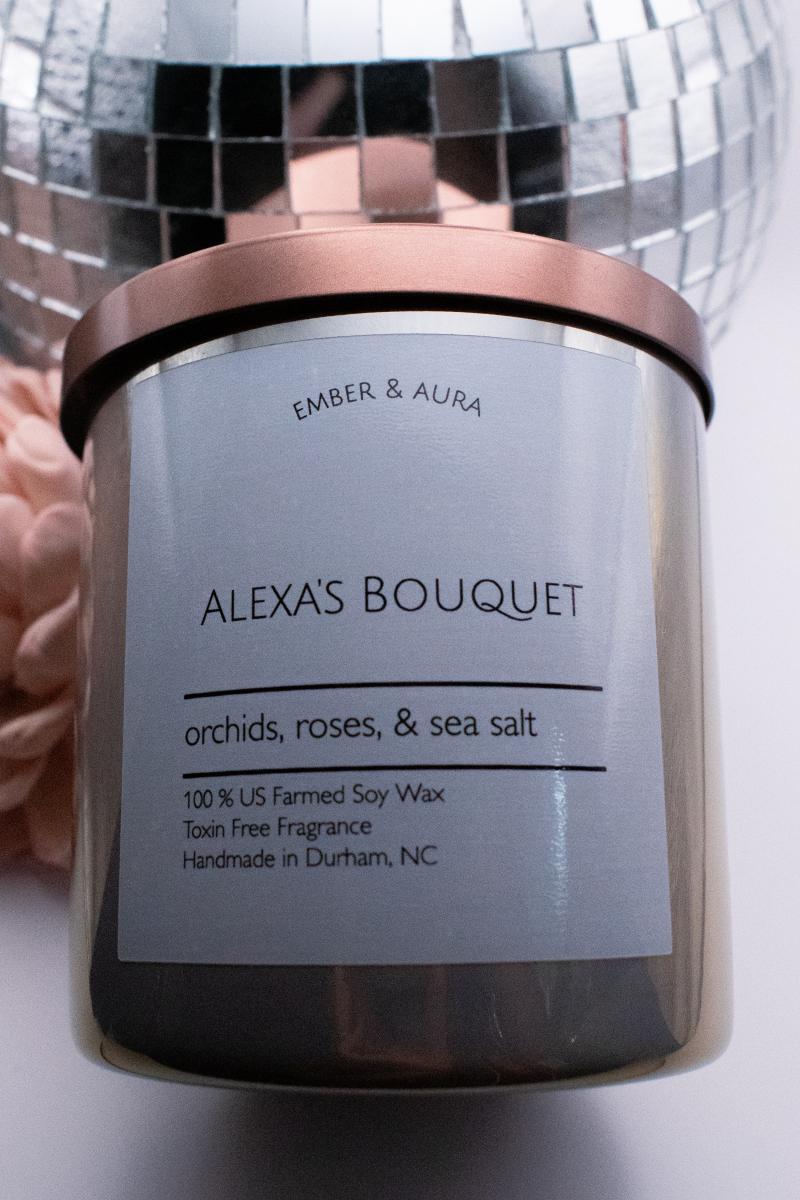 EMBER & AURA
ALEXA'S BOUQUET
orchids, roses, & sea salt
100 % US Farmed Soy Wax
Toxin Free Fragrance
Handmade in Durham, NC